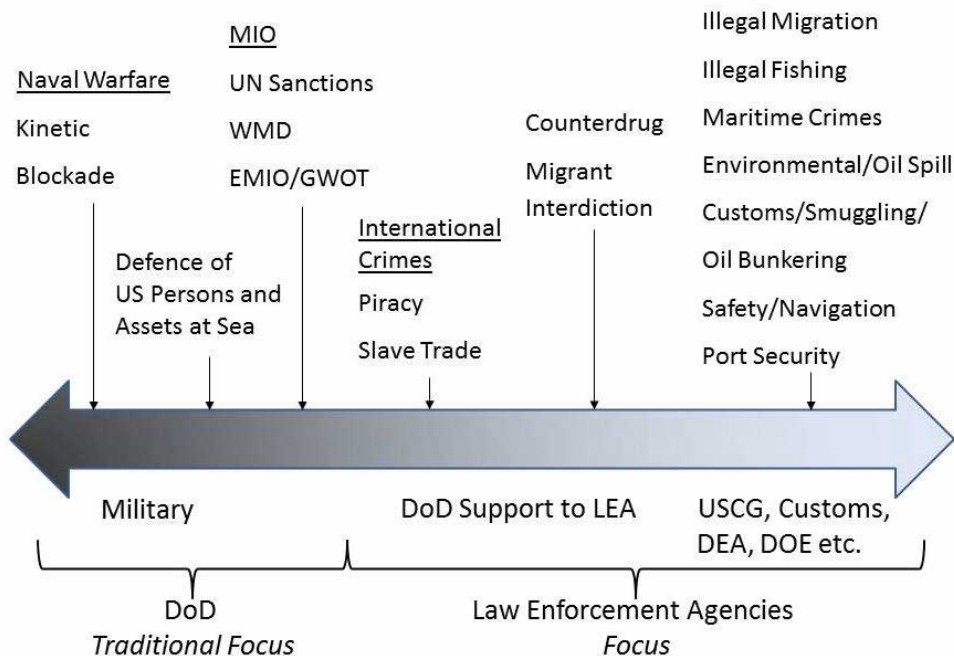 Naval Warfare
Kinetic
Blockade
Defence of
US Persons and
Assets at Sea
MIO
UN Sanctions
WMD
EMIO/GWOT
International
Crimes
Piracy
Slave Trade
Counterdrug
Migrant
Interdiction
Illegal Migration
Illegal Fishing
Maritime Crimes
Environmental/Oil Spill
Customs/Smuggling/
Oil Bunkering
Safety/Navigation
Port Security
Military
DoD Support to LEA
USCG, Customs,
DEA, DOE etc.
DoD
Traditional Focus
Law Enforcement Agencies
Focus